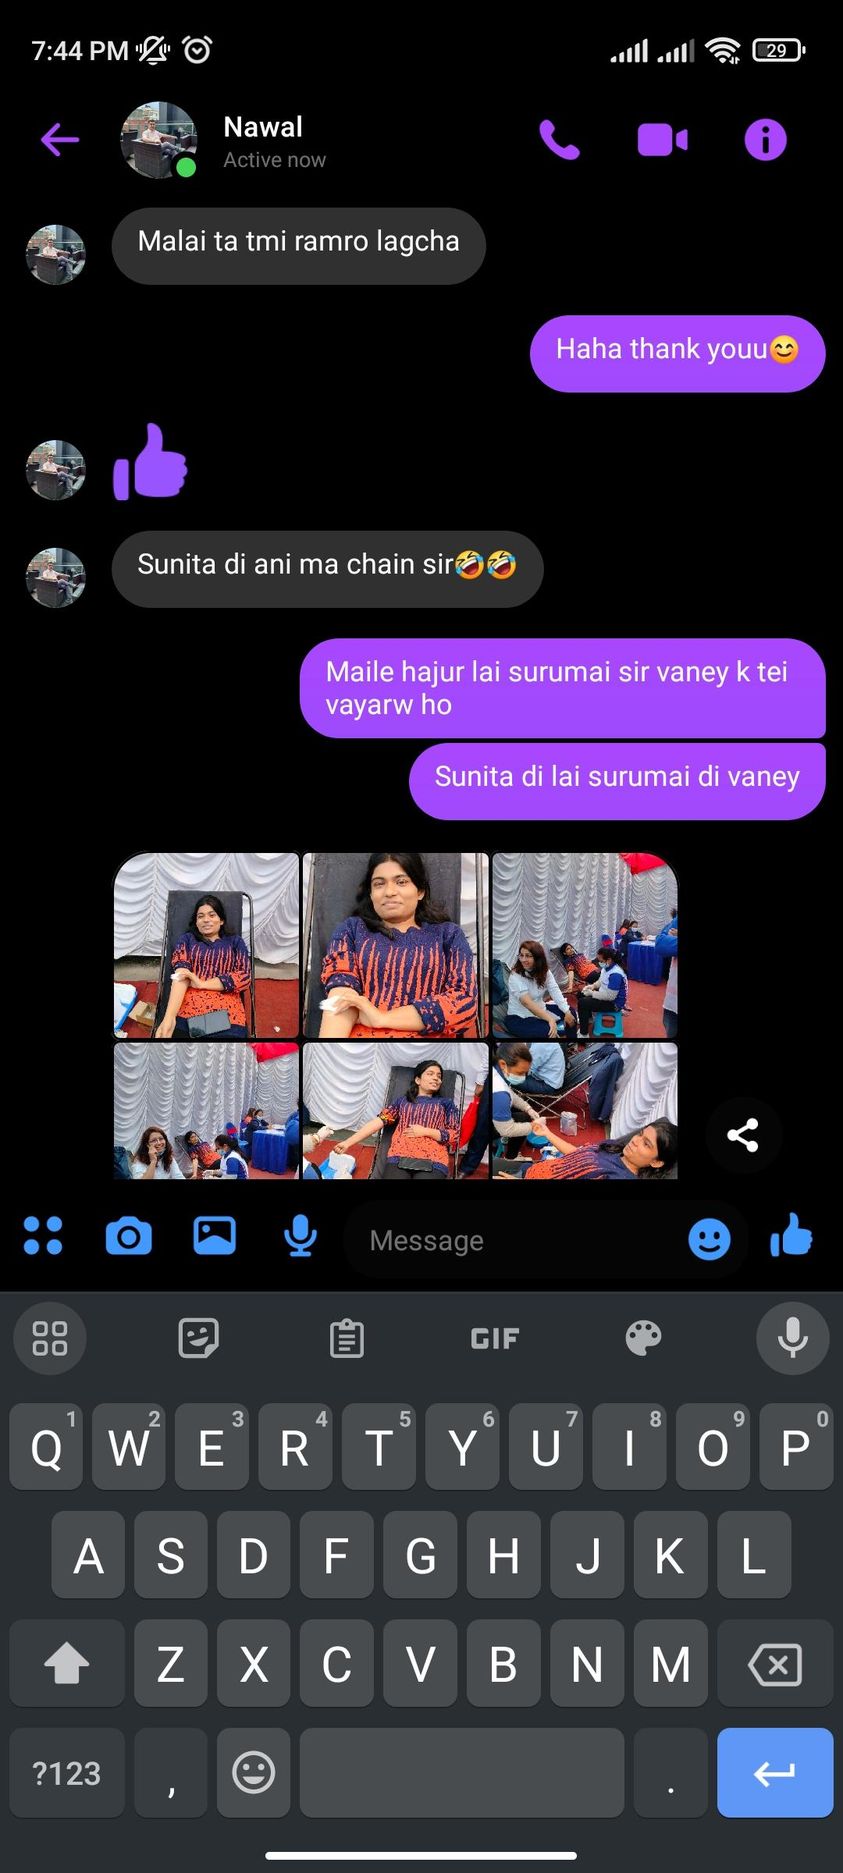 7:44 PM
29
Nawal
Active now
Malai ta tmi ramro lagcha
Haha thank youu😊
Sunita di ani ma chain sir🤣🤣
Maile hajur lai surumai sir vaney k tei
vayarw ho
Sunita di lai surumai di vaney
Message
GIF
1 2 3 4 5 6 7 8 9 0
Q W E R T Y U I O P
A S D F G H J K L
Z X C V B N M
?123 , .